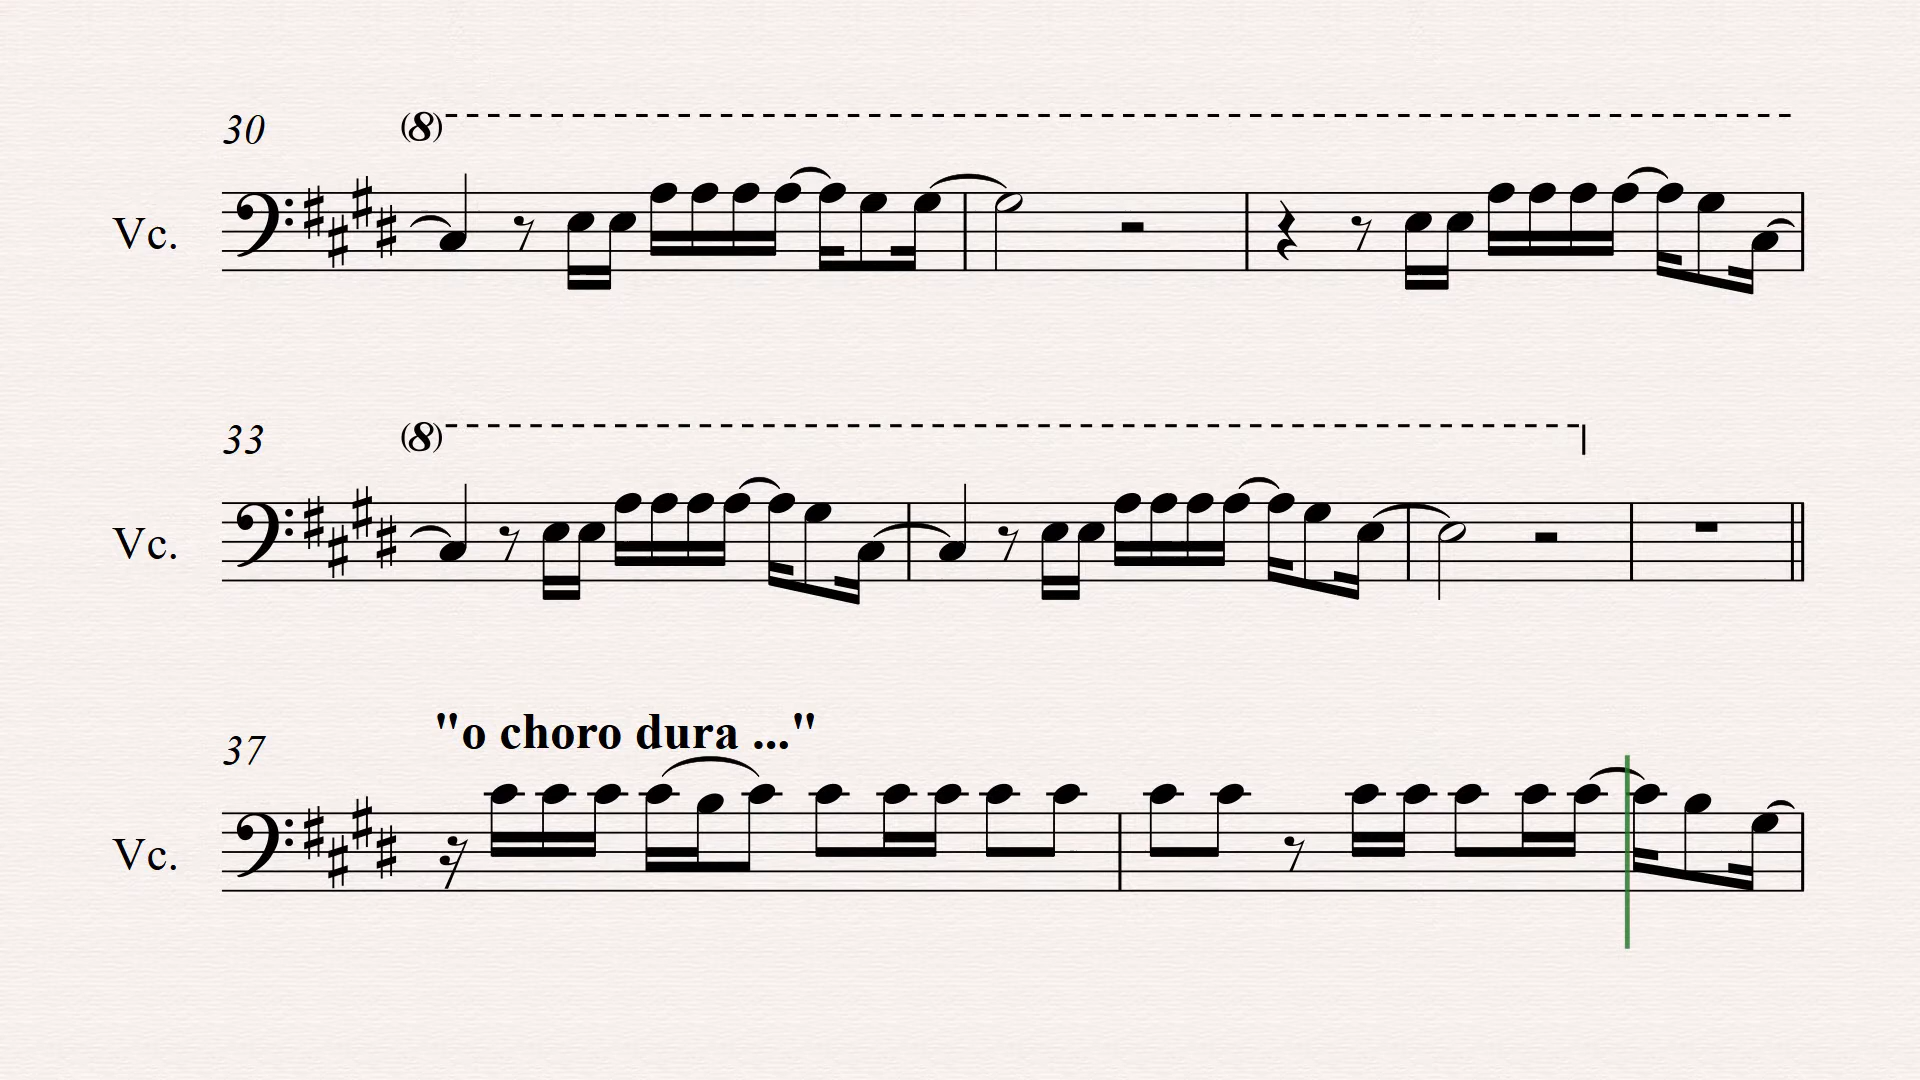 30
(8)
Vc.
33
(8)
Vc.
"o choro dura ..."
37
Vc.